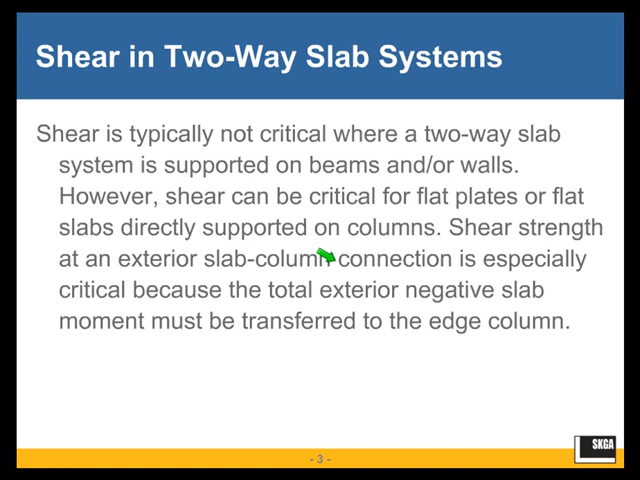 Shear in Two-Way Slab Systems
Shear is typically not critical where a two-way slab
system is supported on beams and/or walls.
However, shear can be critical for flat plates or flat
slabs directly supported on columns. Shear strength
at an exterior slab-column connection is especially
critical because the total exterior negative slab
moment must be transferred to the edge column.
- 3 -
SKGA